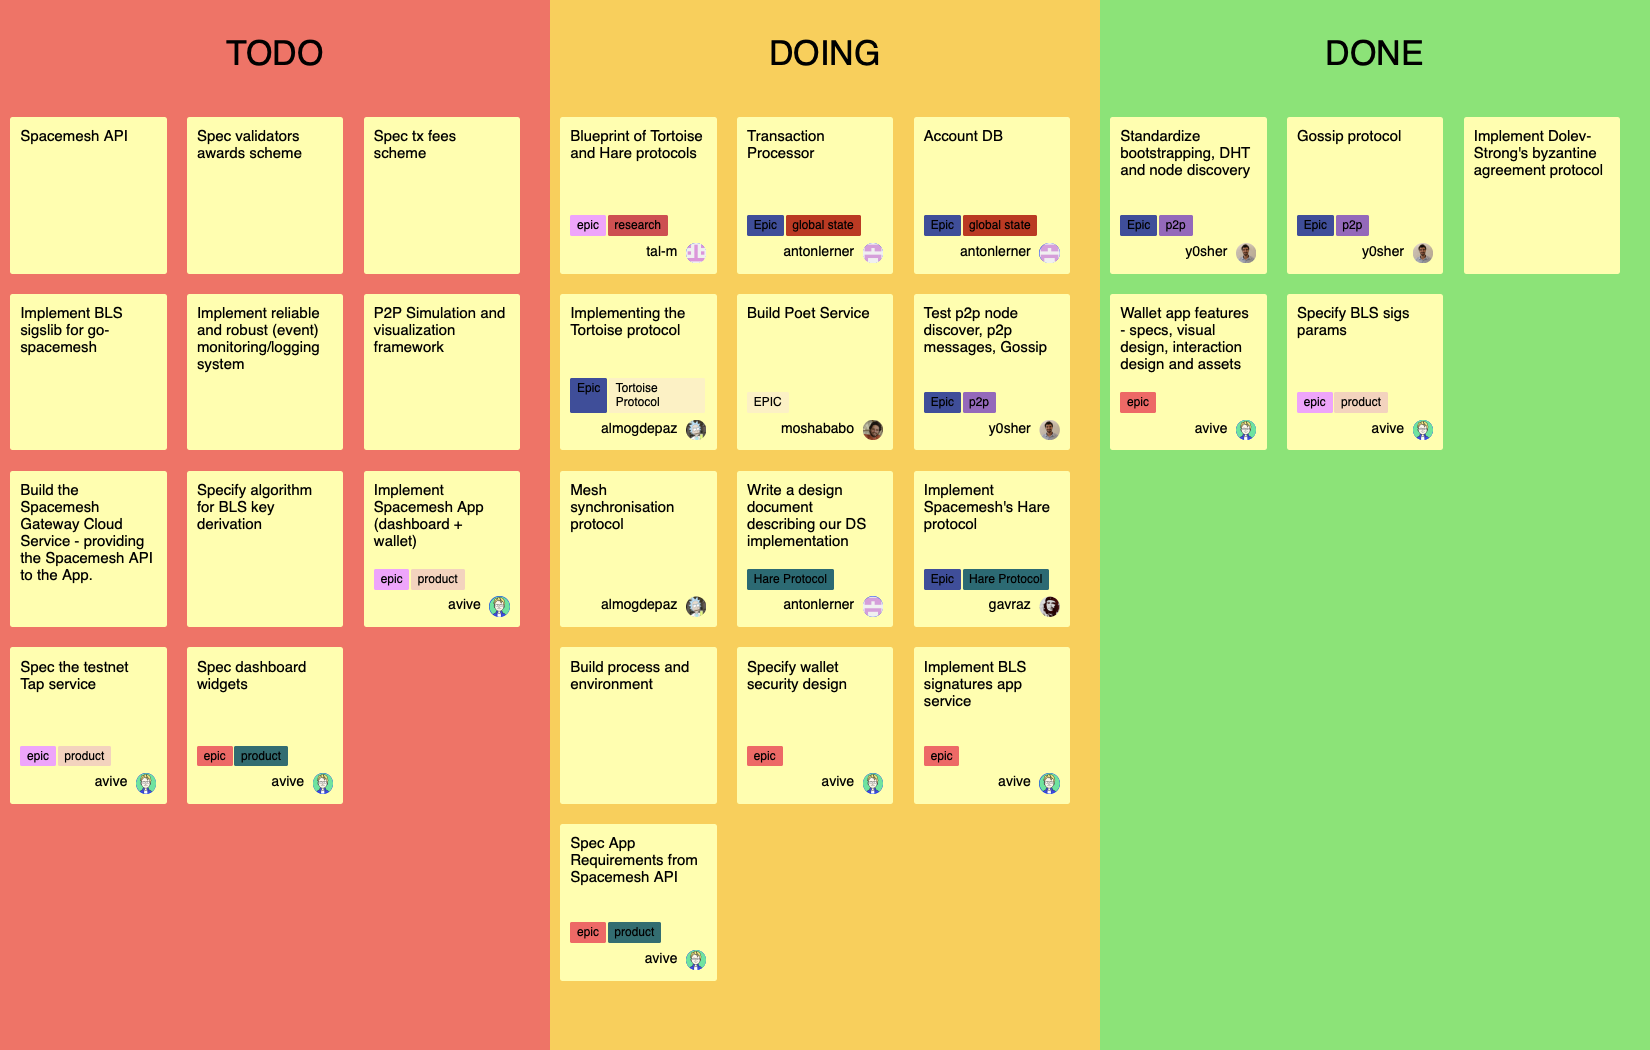 TODO
Spacemesh API
Spec validators
awards scheme
Spec tx fees
scheme
Implement BLS
sigslib for go-
spacemesh
Implement reliable
and robust (event)
monitoring/logging
system
P2P Simulation and
visualization
framework
Build the
Spacemesh
Gateway Cloud
Service - providing
the Spacemesh API
to the App.
Specify algorithm
for BLS key
derivation
Implement
Spacemesh App
(dashboard +
wallet)
epic product
avive
Spec the testnet
Tap service
epic product
avive
Spec dashboard
widgets
epic product
avive
DOING
Blueprint of Tortoise
and Hare protocols
epic research
tal-m
Transaction
Processor
Epic global state
antonlerner
Account DB
Epic global state
antonlerner
Implementing the
Tortoise protocol
Epic Tortoise
Protocol
almogdepaz
Build Poet Service
EPIC
moshababo
Test p2p node
discover, p2p
messages, Gossip
Epic p2p
y0sher
Mesh
synchronisation
protocol
almogdepaz
Write a design
document
describing our DS
implementation
Hare Protocol
antonlerner
Implement
Spacemesh's Hare
protocol
Epic Hare Protocol
gavraz
Build process and
environment
Specify wallet
security design
epic
avive
Implement BLS
signatures app
service
epic
avive
Spec App
Requirements from
Spacemesh API
epic product
avive
DONE
Standardize
bootstrapping, DHT
and node discovery
Epic p2p
y0sher
Gossip protocol
Epic p2p
y0sher
Implement Dolev-
Strong's byzantine
agreement protocol
Wallet app features
- specs, visual
design, interaction
design and assets
epic
avive
Specify BLS sigs
params
epic product
avive